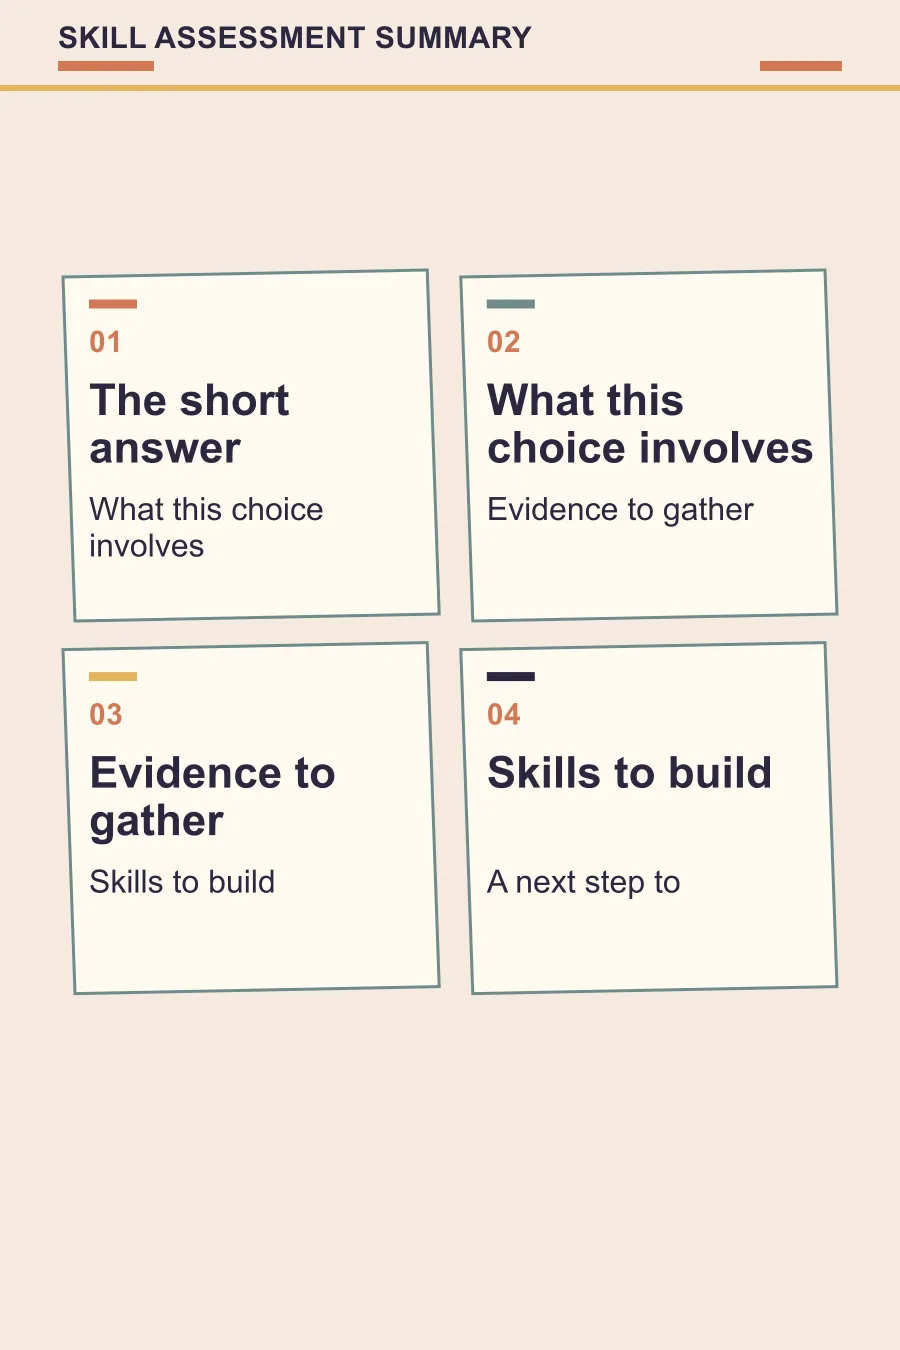 SKILL ASSESSMENT SUMMARY
01
The short
answer
What this choice
involves
02
What this
choice involves
Evidence to gather
03
Evidence to
gather
Skills to build
04
Skills to build
A next step to